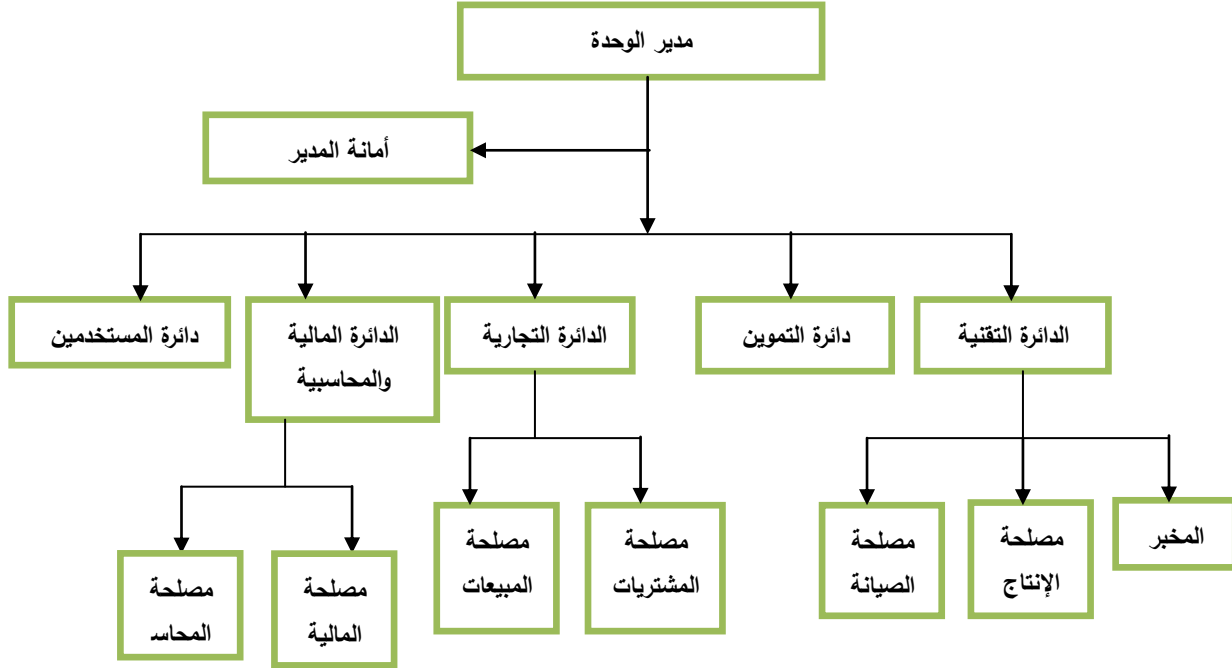 مدير الوحدة
أمانة المدير
الدائرة التقنية
دائرة التموين
الدائرة التجارية
الدائرة المالية
والمحاسبية
دائرة المستخدمين
المخبر
مصلحة
الإنتاج
مصلحة
الصيانة
مصلحة
المشتريات
مصلحة
المبيعات
مصلحة
المالية
مصلحة
المحاسـ